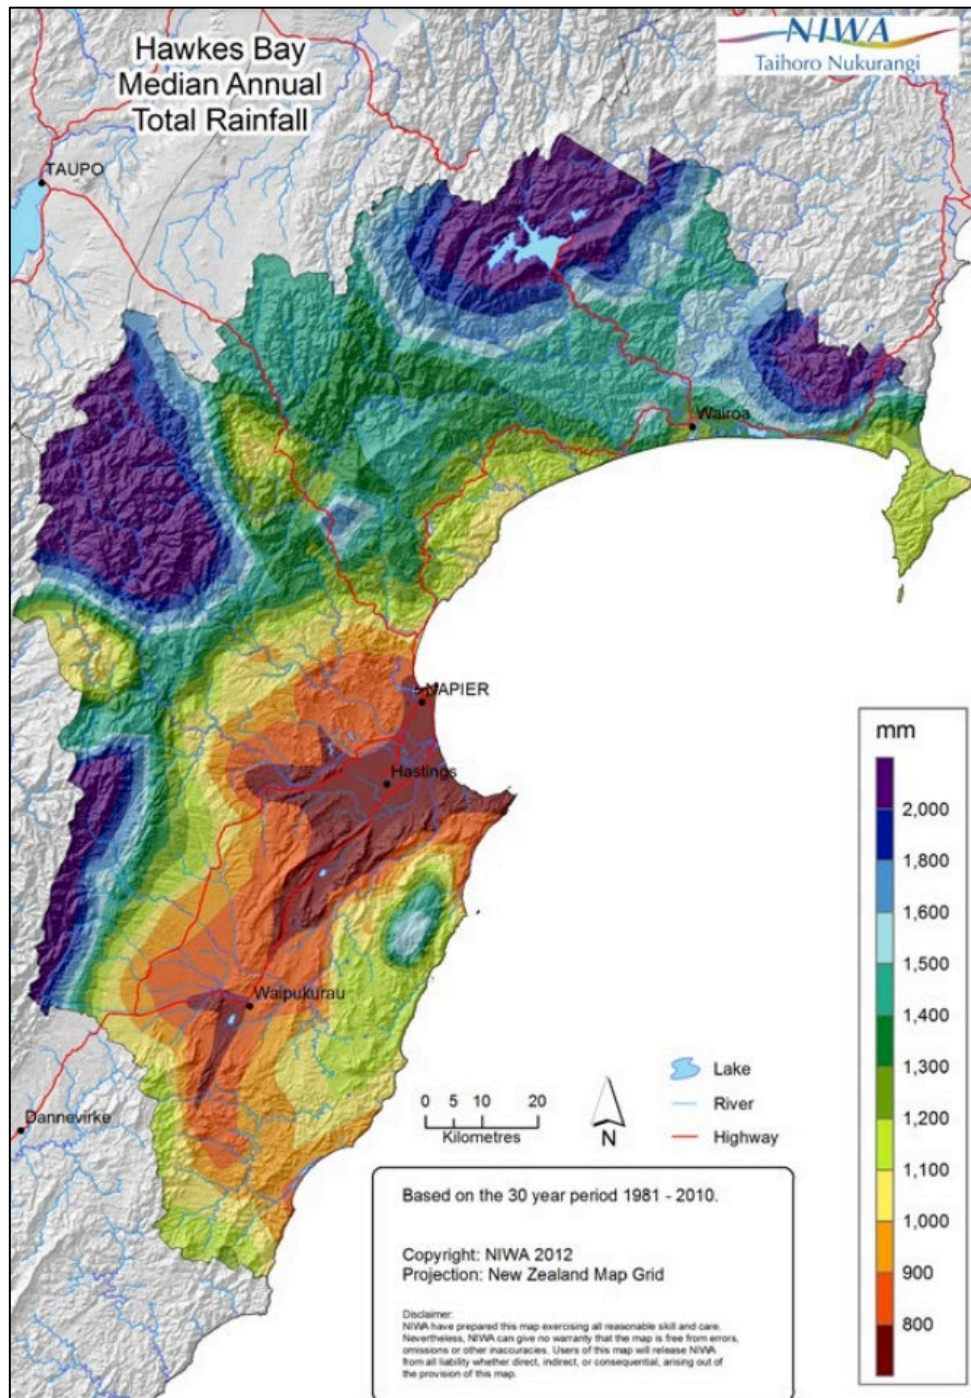 Hawkes Bay
Median Annual
Total Rainfall
NIWA
Taihoro Nukurangi
TAUPO
Wairoa
NAPIER
Hastings
Waipukurau
Dannevirke
mm
2,000
1,800
1,600
1,500
1,400
1,300
1,200
1,100
1,000
900
800
0 5 10 20
Kilometres
N
Lake
River
Highway
Based on the 30 year period 1981 - 2010.
Copyright: NIWA 2012
Projection: New Zealand Map Grid
Disclaimer:
NIWA have prepared this map exercising all reasonable skill and care.
Nevertheless, NIWA can give no warranty that the map is free from errors,
omissions or other inaccuracies. Users of this map will release NIWA
from all liability whether direct, indirect, or consequential, arising out of
the provision of this map.